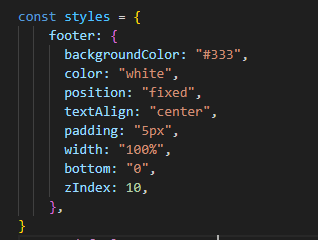 const styles = {
footer: {
backgroundColor: "#333",
color: "white",
position: "fixed",
textAlign: "center",
padding: "5px",
width: "100%",
bottom: "0",
zIndex: 10,
},
}